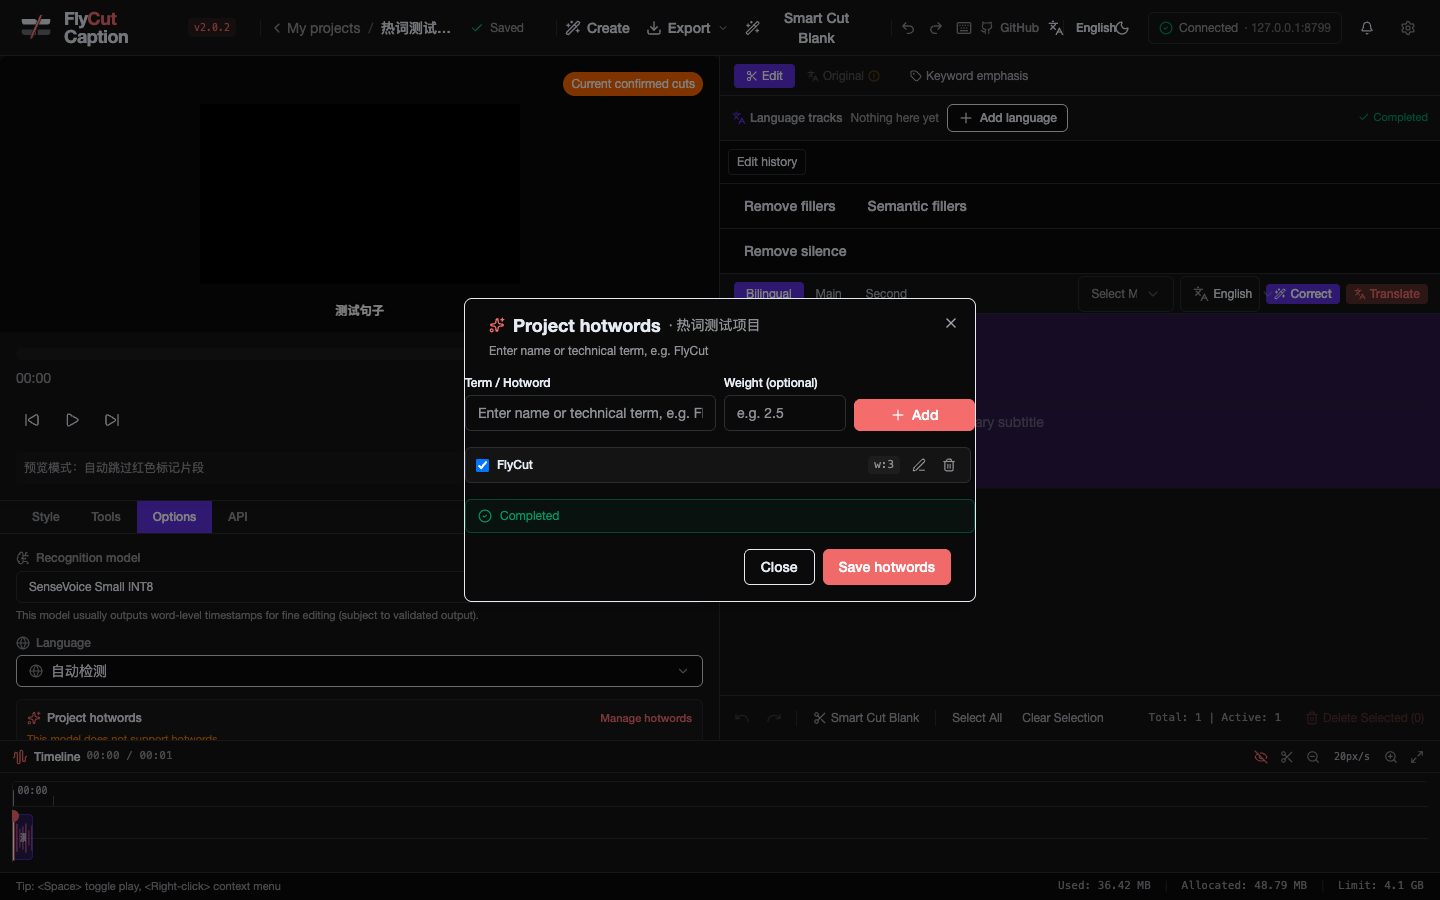 FlyCut Caption
v2.0.2
My projects / 热词测试...
Saved
Create
Export
Smart Cut Blank
GitHub
English
Connected · 127.0.0.1:8799
Current confirmed cuts
Edit
Original
Keyword emphasis
Language tracks
Nothing here yet
Add language
Completed
Edit history
Remove fillers
Semantic fillers
Remove silence
Bilingual
Main
Second
Select M
English
Correct
Translate
测试句子
Project hotwords · 热词测试项目
Enter name or technical term, e.g. FlyCut
Term / Hotword
Weight (optional)
Enter name or technical term, e.g. Fl
e.g. 2.5
Add
FlyCut
w:3
Completed
Close
Save hotwords
ary subtitle
00:00
预览模式：自动跳过红色标记片段
Style
Tools
Options
API
Recognition model
SenseVoice Small INT8
This model usually outputs word-level timestamps for fine editing (subject to validated output).
Language
自动检测
Project hotwords
Manage hotwords
This model does not support hotwords
Smart Cut Blank
Select All
Clear Selection
Total: 1 | Active: 1
Delete Selected (0)
Timeline
00:00 / 00:01
20px/s
00:00
Tip: <Space> toggle play, <Right-click> context menu
Used: 36.42 MB
Allocated: 48.79 MB
Limit: 4.1 GB